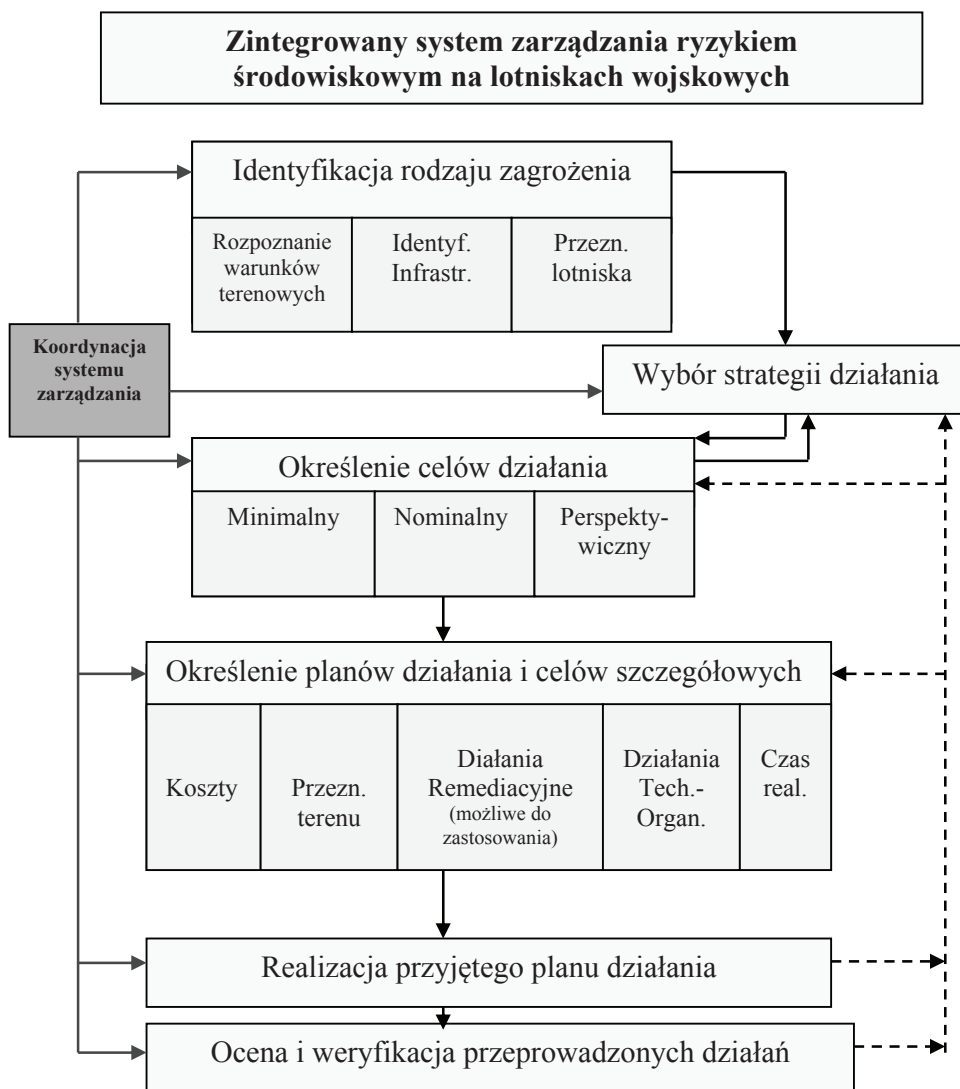 Zintegrowany system zarządzania ryzykiem
środowiskowym na lotniskach wojskowych
Identyfikacja rodzaju zagrożenia
Rozpoznanie
warunków
terenowych
Identyf.
Infrastr.
Przezn.
lotniska
Koordynacja
systemu
zarządzania
Wybór strategii działania
Określenie celów działania
Minimalny
Nominalny
Perspekty-
wiczny
Określenie planów działania i celów szczegółowych
Koszty
Przezn.
terenu
Diałania
Remediacyjne
(możliwe do
zastosowania)
Działania
Tech.-
Organ.
Czas
real.
Realizacja przyjętego planu działania
Ocena i weryfikacja przeprowadzonych działań